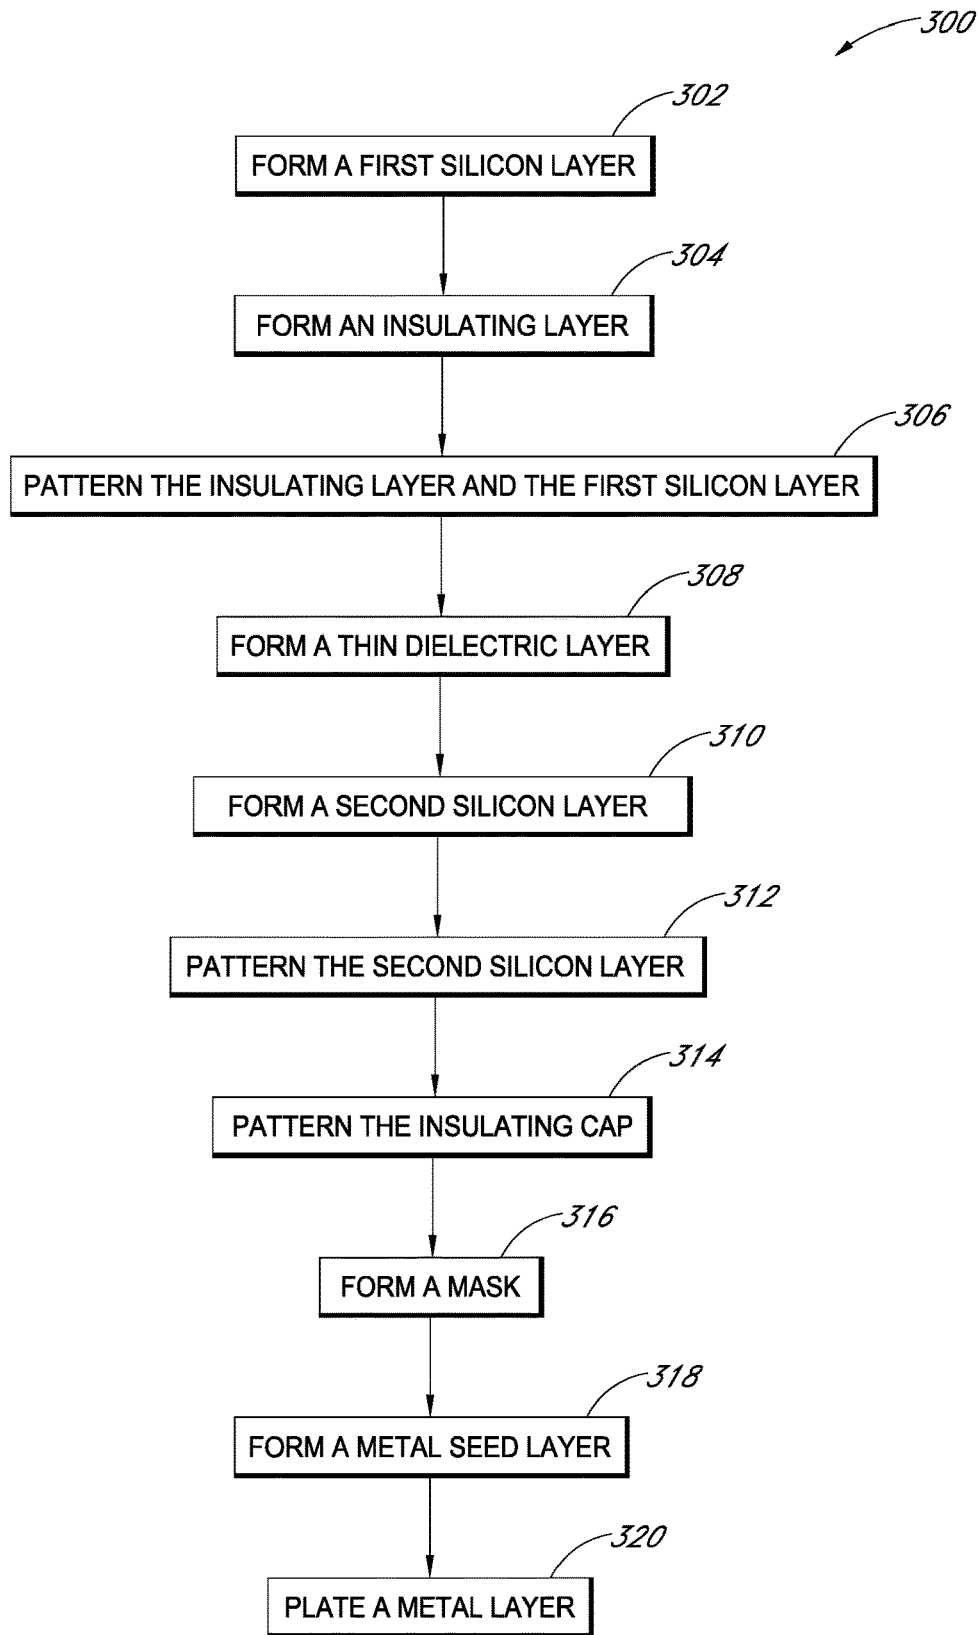 300
302
FORM A FIRST SILICON LAYER
304
FORM AN INSULATING LAYER
306
PATTERN THE INSULATING LAYER AND THE FIRST SILICON LAYER
308
FORM A THIN DIELECTRIC LAYER
310
FORM A SECOND SILICON LAYER
312
PATTERN THE SECOND SILICON LAYER
314
PATTERN THE INSULATING CAP
316
FORM A MASK
318
FORM A METAL SEED LAYER
320
PLATE A METAL LAYER